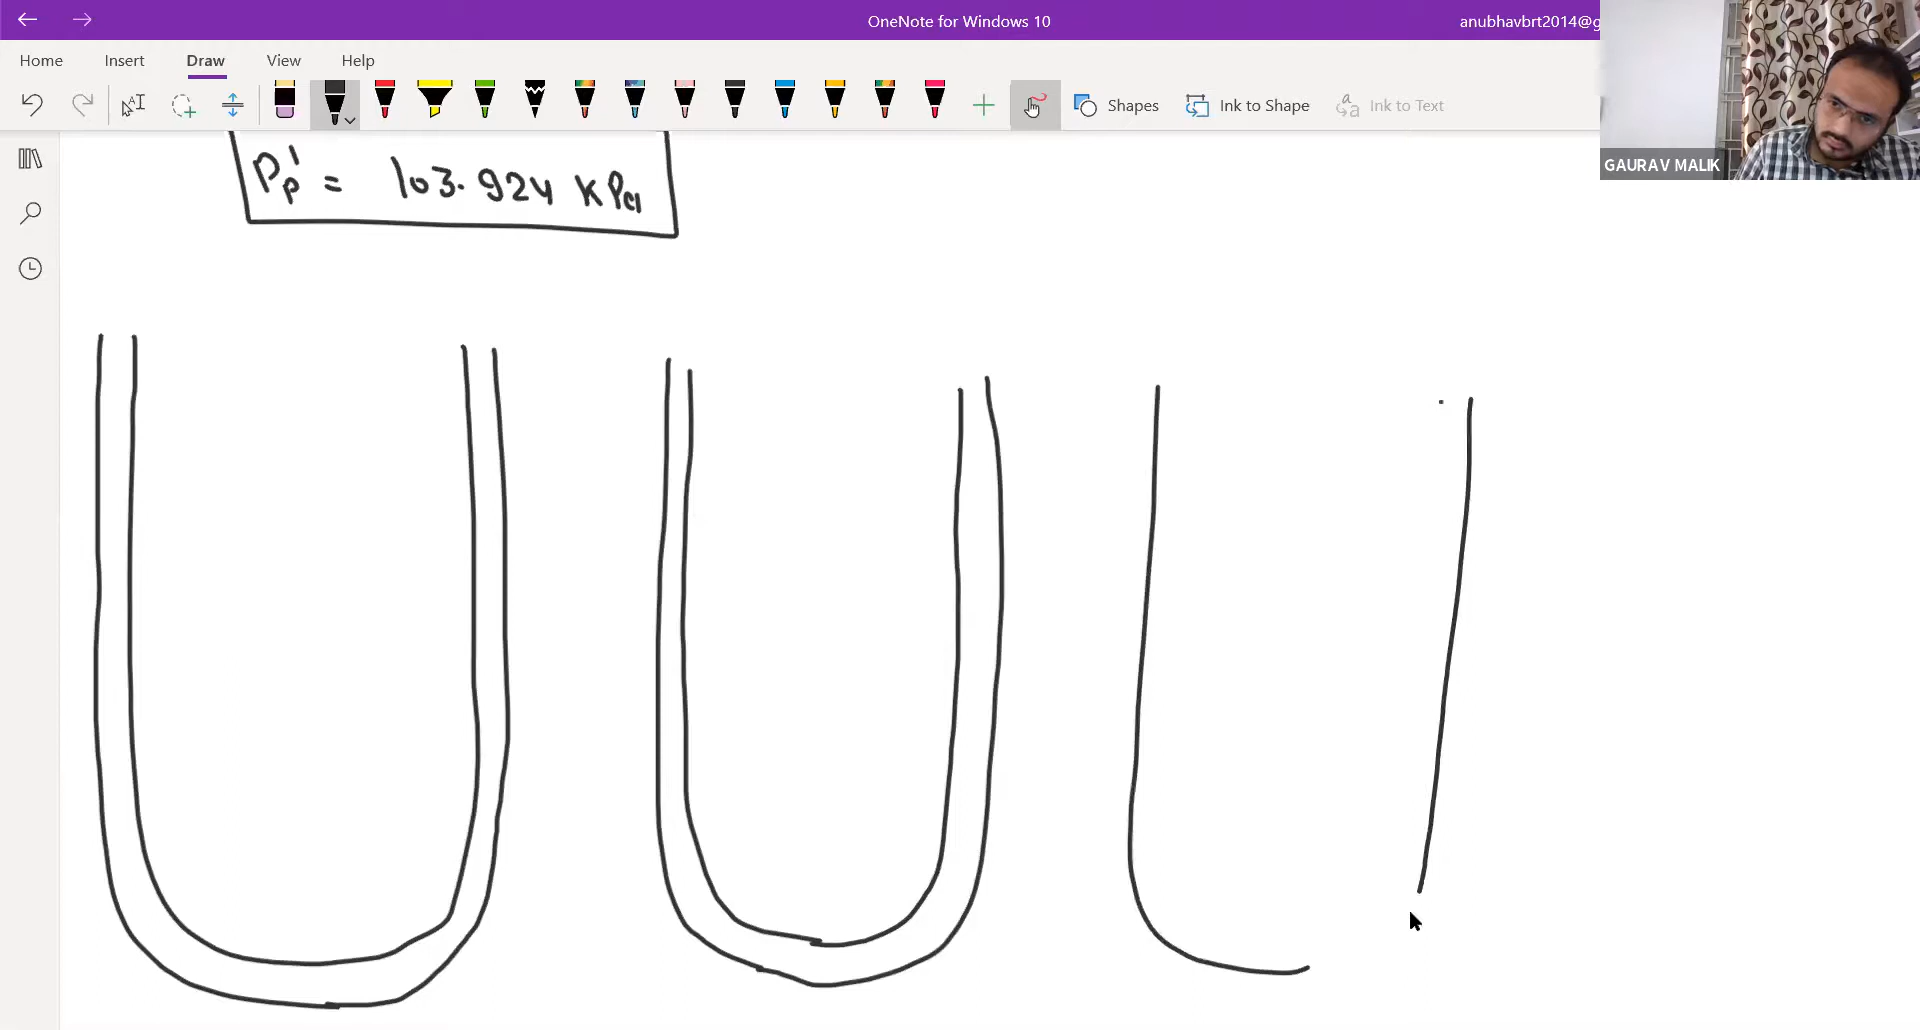 OneNote for Windows 10
anubhavbrt2014@g
Home Insert Draw View Help
Shapes Ink to Shape Ink to Text
GAURAV MALIK
Pp' = 103.924 KPa